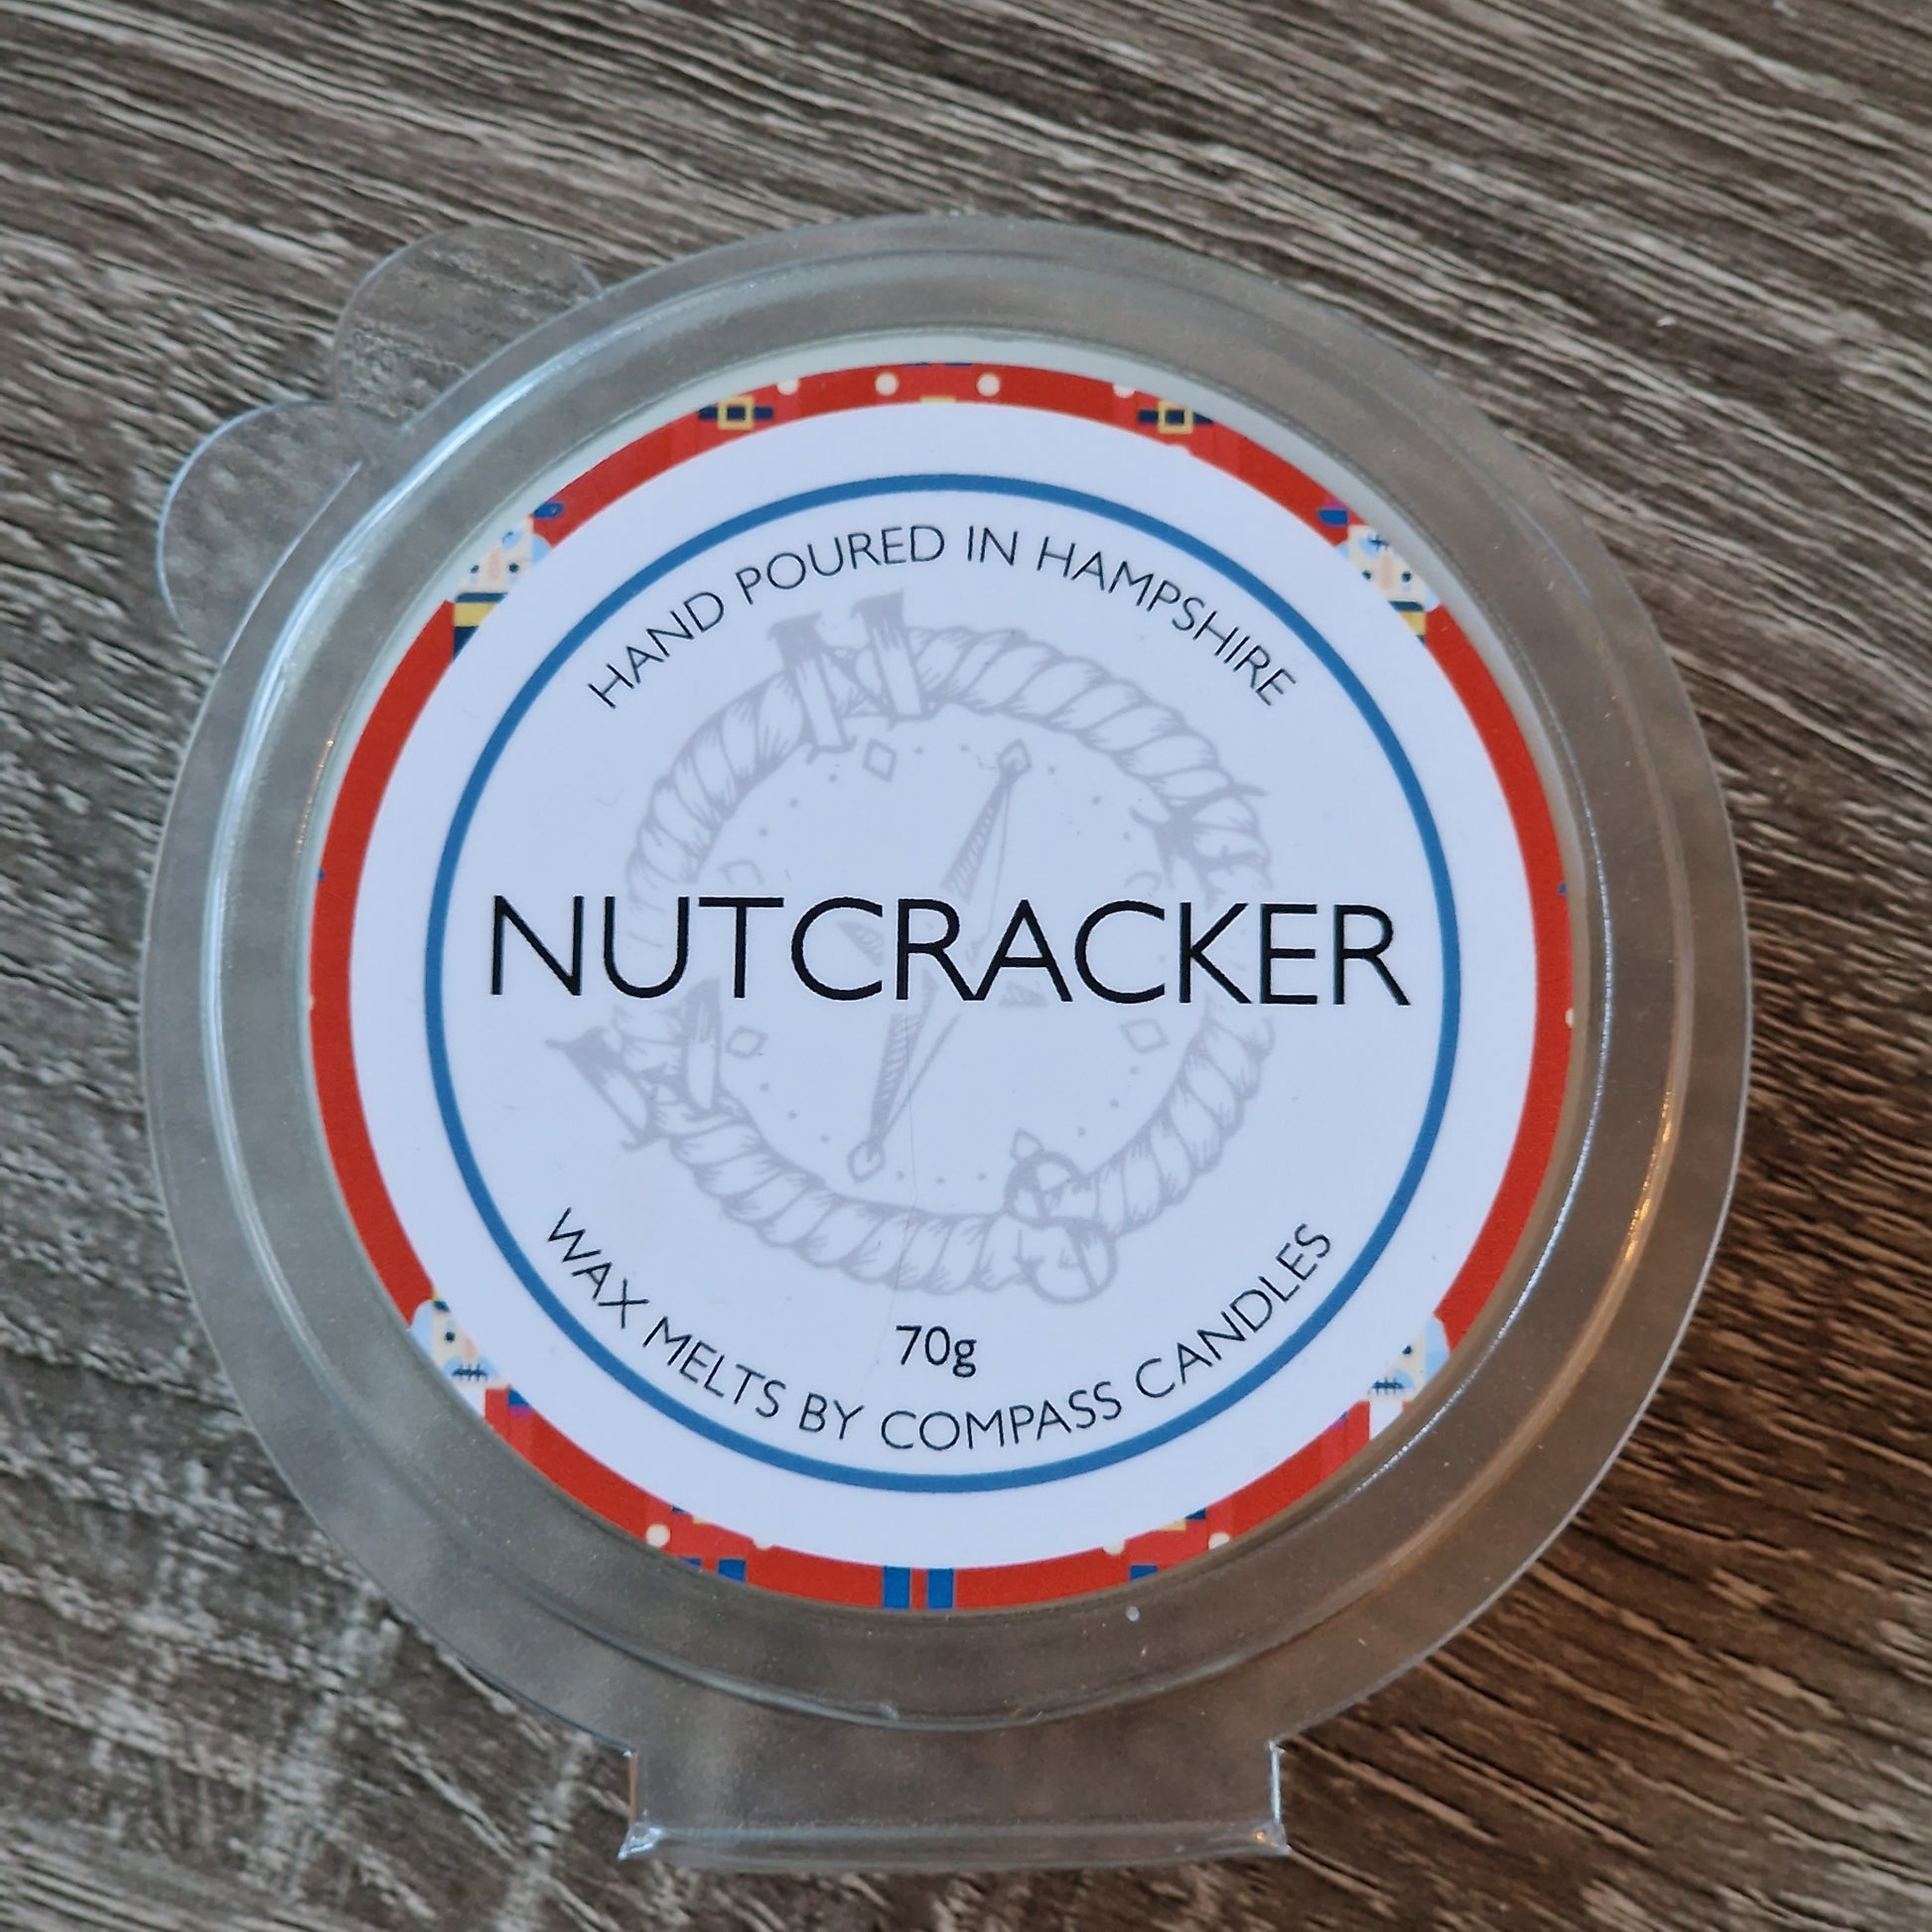 HAND POURED IN HAMPSHIRE
N
E
W
S
NUTCRACKER
70g
WAX MELTS BY COMPASS CANDLES